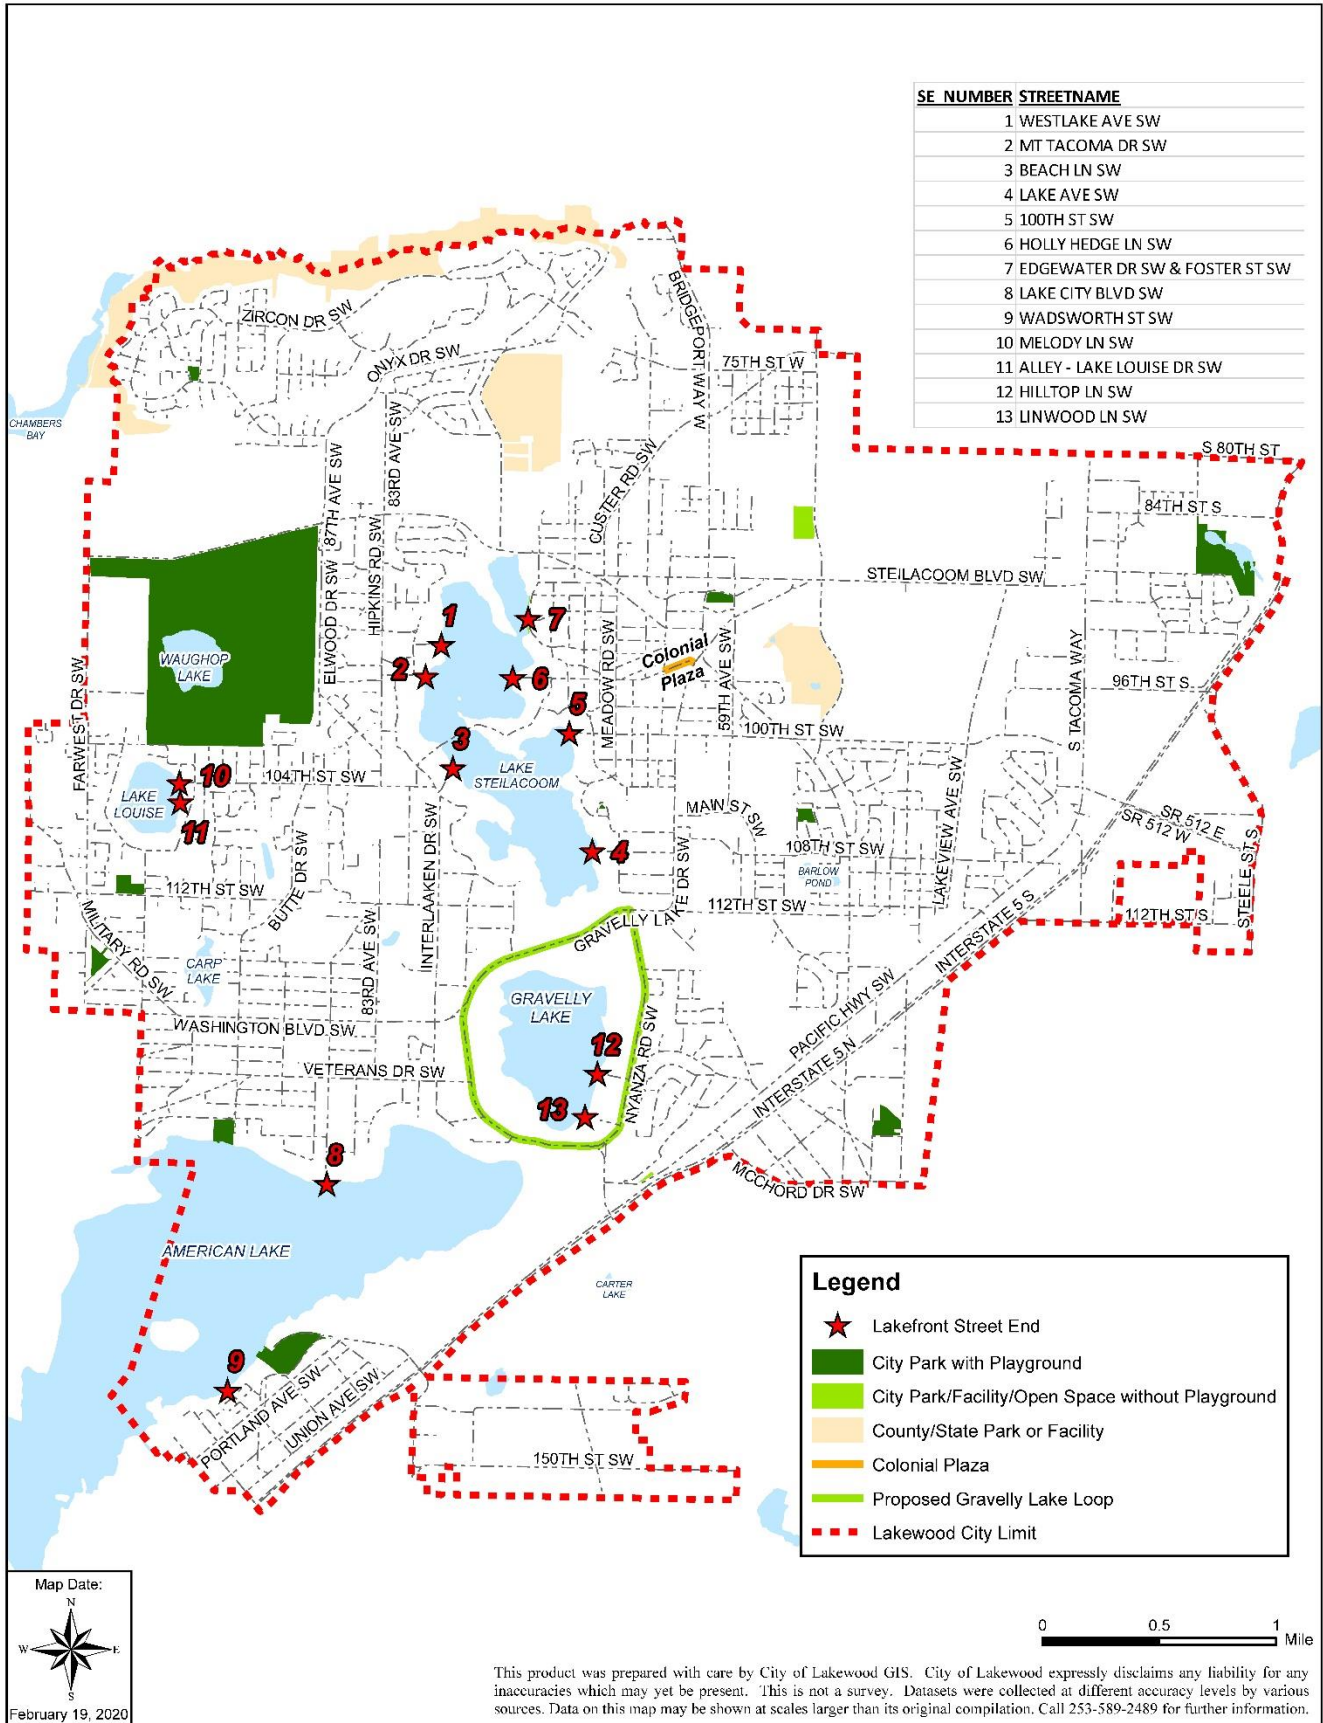 SE_NUMBER STREETNAME
1 WESTLAKE AVE SW
2 MT TACOMA DR SW
3 BEACH LN SW
4 LAKE AVE SW
5 100TH ST SW
6 HOLLY HEDGE LN SW
7 EDGEWATER DR SW & FOSTER ST SW
8 LAKE CITY BLVD SW
9 WADSWORTH ST SW
10 MELODY LN SW
11 ALLEY - LAKE LOUISE DR SW
12 HILLTOP LN SW
13 LINWOOD LN SW
ZIRCON DR SW
ONYX DR SW
BRIDGEPORT WAY W
75TH ST W
CHAMBERS
BAY
83RD AVE SW
87TH AVE SW
CUSTER RD SW
S 80TH ST
84TH ST S
HIPKINS RD SW
ELWOOD DR SW
STEILACOOM BLVD SW
1
7
WAUGHOP
LAKE
2
6
MEADOW RD SW
Colonial
Plaza
59TH AVE SW
S TACOMA WAY
96TH ST S
FARWEST DR SW
5
100TH ST SW
3
LAKE
STEILACOOM
10
104TH ST SW
LAKE
LOUISE
11
MAIN ST SW
SR 512 E
SR 512 W
4
108TH ST SW
BARLOW
POND
LAKEVIEW AVE SW
STEELE ST S
112TH ST SW
BUTTE DR SW
INTERLAAKEN DR SW
GRAVELLY LAKE DR SW
112TH ST SW
112TH ST S
MILITARY RD SW
CARP
LAKE
83RD AVE SW
INTERSTATE 5 S
GRAVELLY
LAKE
PACIFIC HWY SW
WASHINGTON BLVD SW
12
NYANZA RD SW
INTERSTATE 5 N
VETERANS DR SW
13
8
MCCHORD DR SW
AMERICAN LAKE
CARTER
LAKE
9
PORTLAND AVE SW
UNION AVE SW
150TH ST SW
Legend
Lakefront Street End
City Park with Playground
City Park/Facility/Open Space without Playground
County/State Park or Facility
Colonial Plaza
Proposed Gravelly Lake Loop
Lakewood City Limit
Map Date:
N
W E
S
February 19, 2020
0 0.5 1
Mile
This product was prepared with care by City of Lakewood GIS. City of Lakewood expressly disclaims any liability for any
inaccuracies which may yet be present. This is not a survey. Datasets were collected at different accuracy levels by various
sources. Data on this map may be shown at scales larger than its original compilation. Call 253-589-2489 for further information.